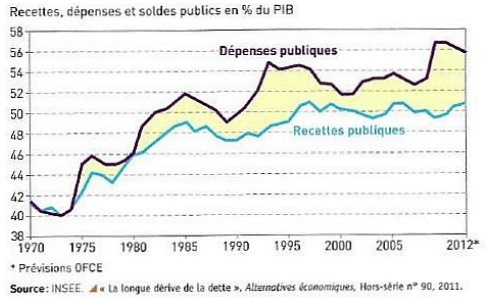 Recettes, dépenses et soldes publics en % du PIB
58
56
54
52
50
48
46
44
42
40
38
Dépenses publiques
Recettes publiques
1970 1975 1980 1985 1990 1995 2000 2005 2012*
* Prévisions OFCE
Source: INSEE. « La longue dérive de la dette », Alternatives économiques, Hors-série n° 90, 2011.